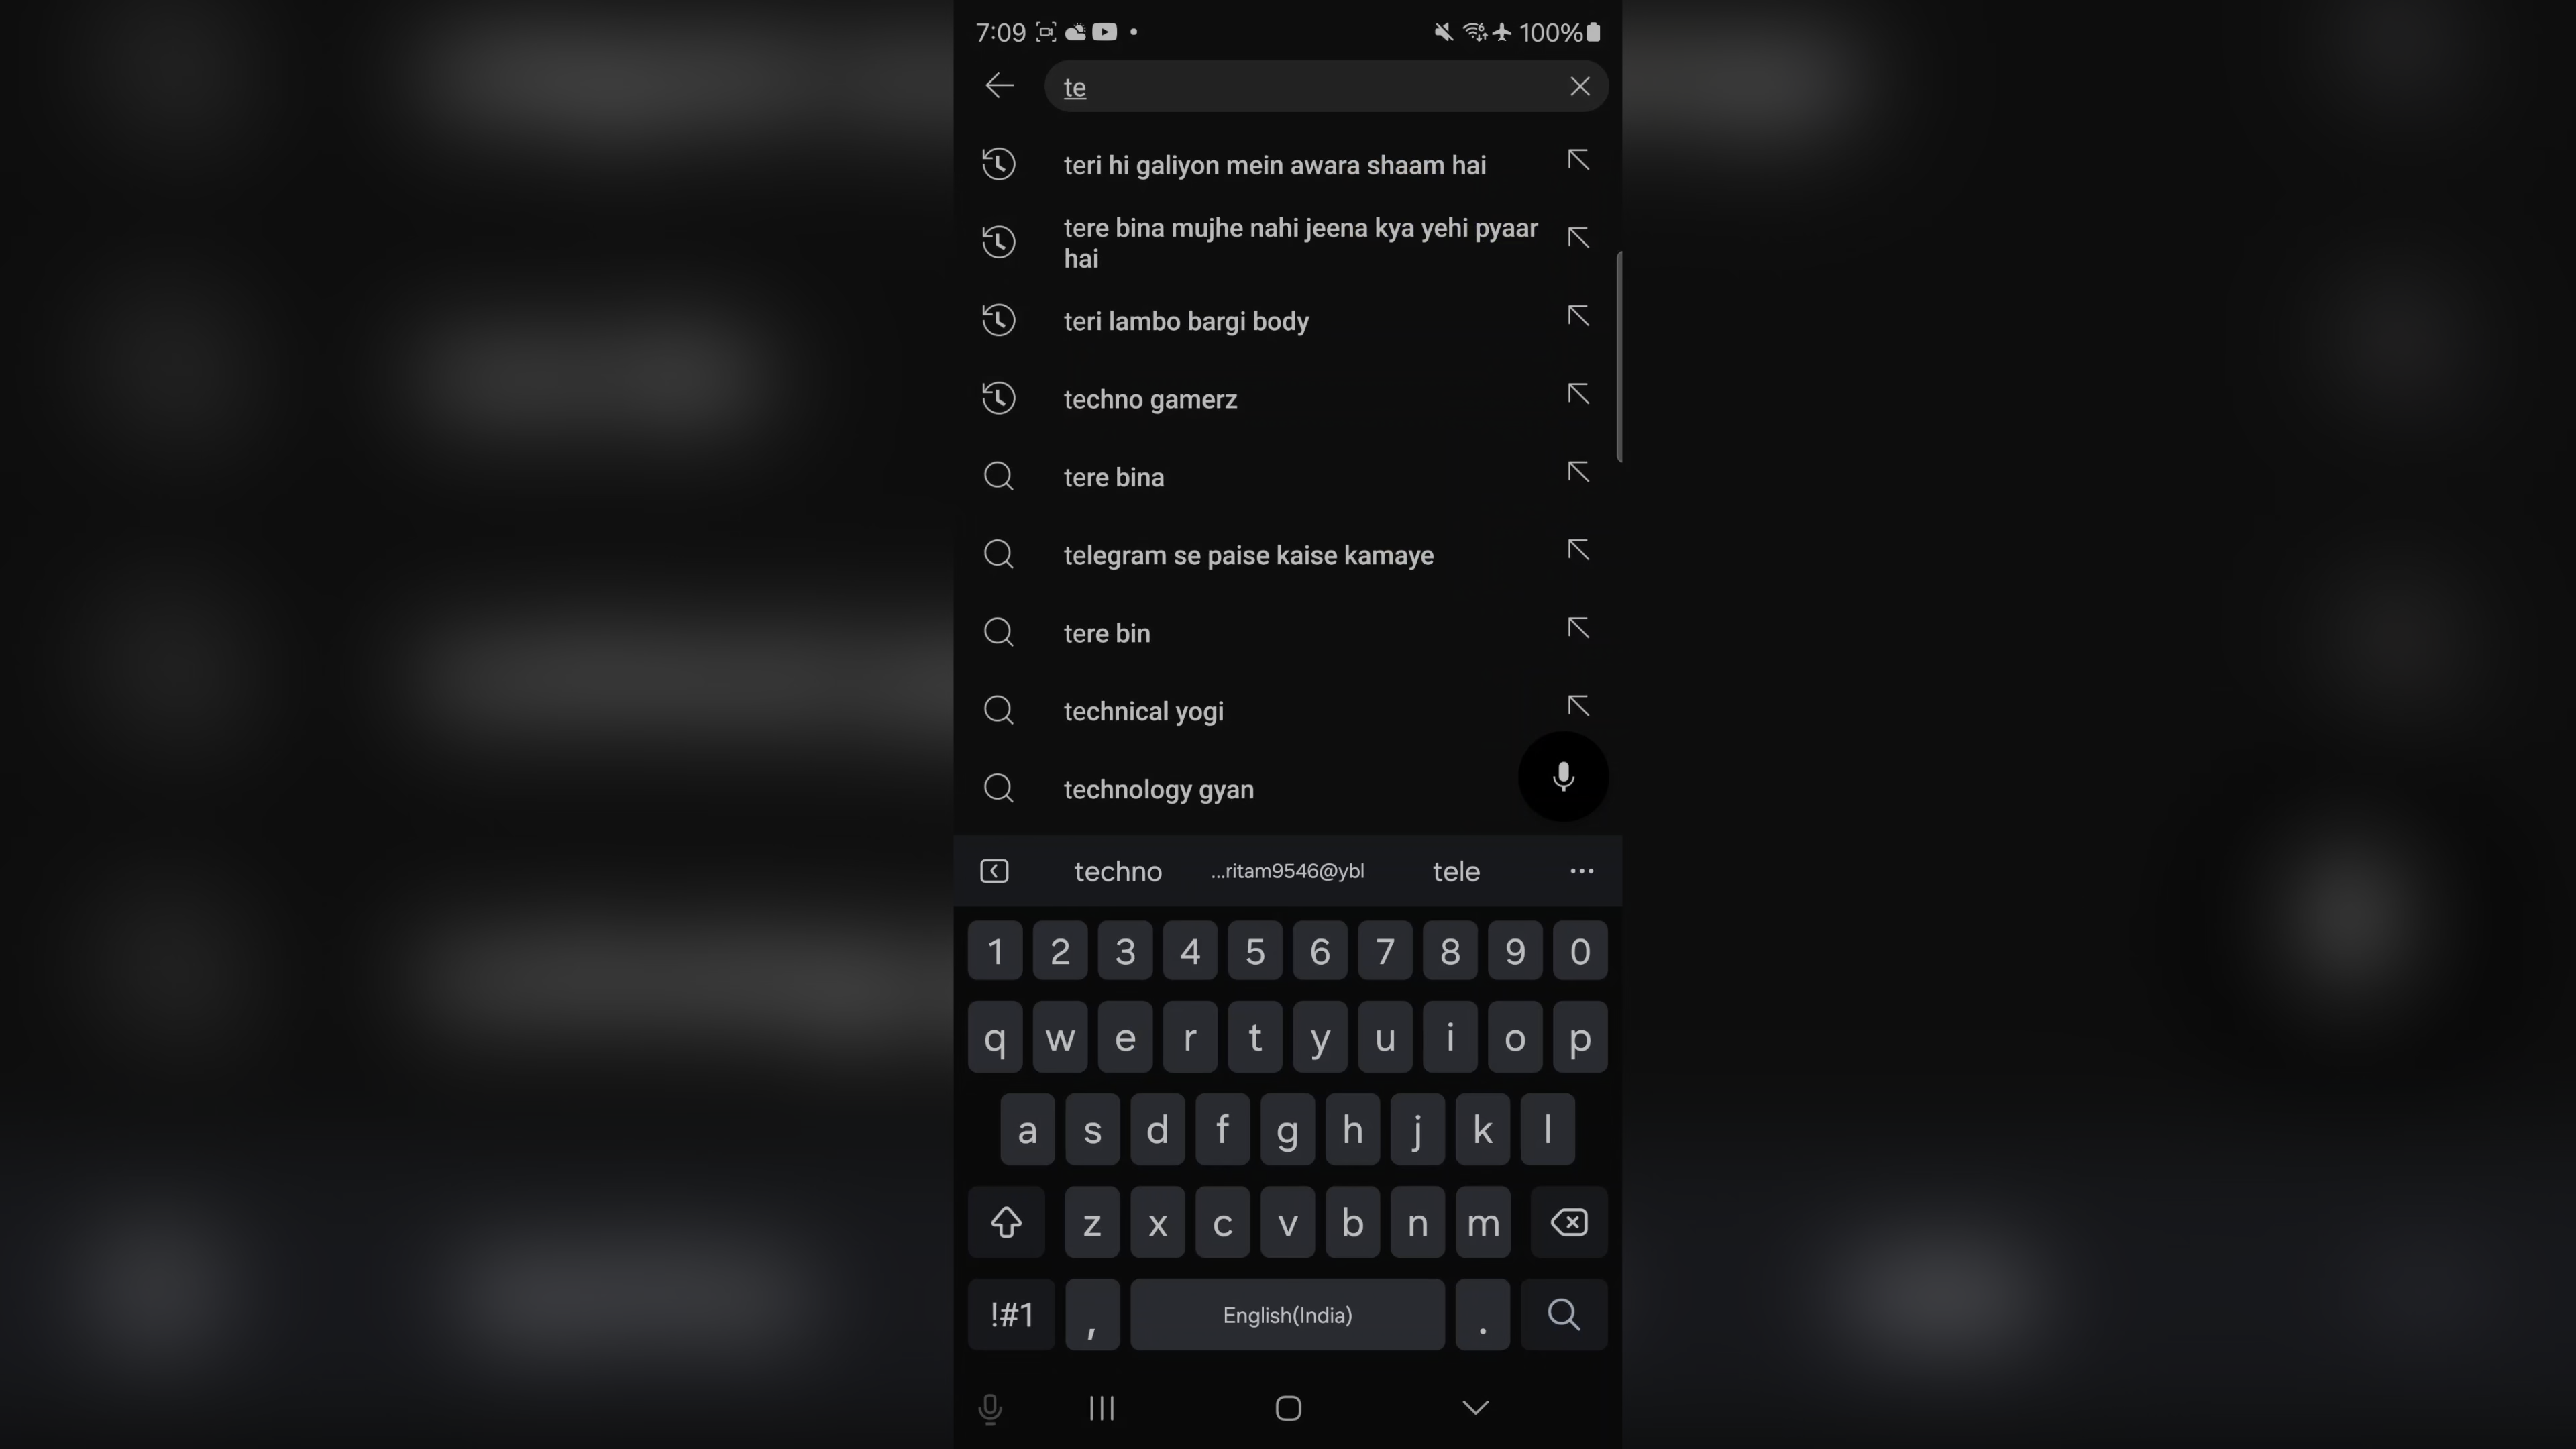 7:09 100%
te
teri hi galiyon mein awara shaam hai
tere bina mujhe nahi jeena kya yehi pyaar
hai
teri lambo bargi body
techno gamerz
tere bina
telegram se paise kaise kamaye
tere bin
technical yogi
technology gyan
techno ...ritam9546@ybl tele
1 2 3 4 5 6 7 8 9 0
q w e r t y u i o p
a s d f g h j k l
z x c v b n m
!#1 , English(India) .